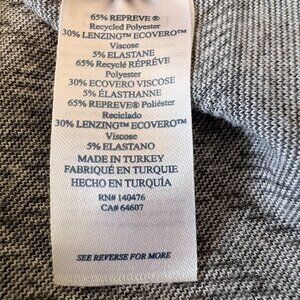 65% REPREVE ®
Recycled Polyester
30% LENZING™ ECOVERO™
Viscose
5% ELASTANE
65% Recyclé RÉPRÉVE
Polyester
30% ECOVERO VISCOSE
5% ÉLASTHANNE
65% REPREVE® Poliéster
Reciclado
30% LENZING™ ECOVERO™
Viscose
5% ELASTANO
MADE IN TURKEY
FABRIQUÉ EN TURQUIE
HECHO EN TURQUÍA
RN# 140476
CA# 64607
SEE REVERSE FOR MORE